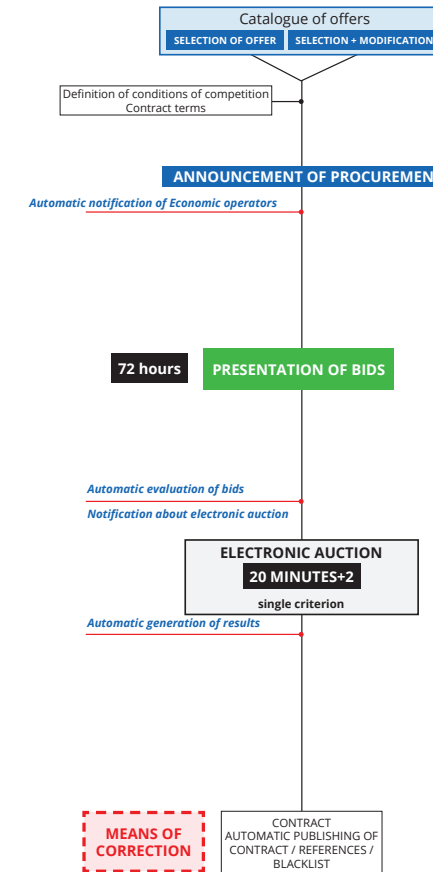 Catalogue of offers
SELECTION OF OFFER
SELECTION + MODIFICATION
Definition of conditions of competition
Contract terms
ANNOUNCEMENT OF PROCUREMEN
Automatic notification of Economic operators
72 hours
PRESENTATION OF BIDS
Automatic evaluation of bids
Notification about electronic auction
ELECTRONIC AUCTION
20 MINUTES+2
single criterion
Automatic generation of results
MEANS OF
CORRECTION
CONTRACT
AUTOMATIC PUBLISHING OF
CONTRACT / REFERENCES /
BLACKLIST